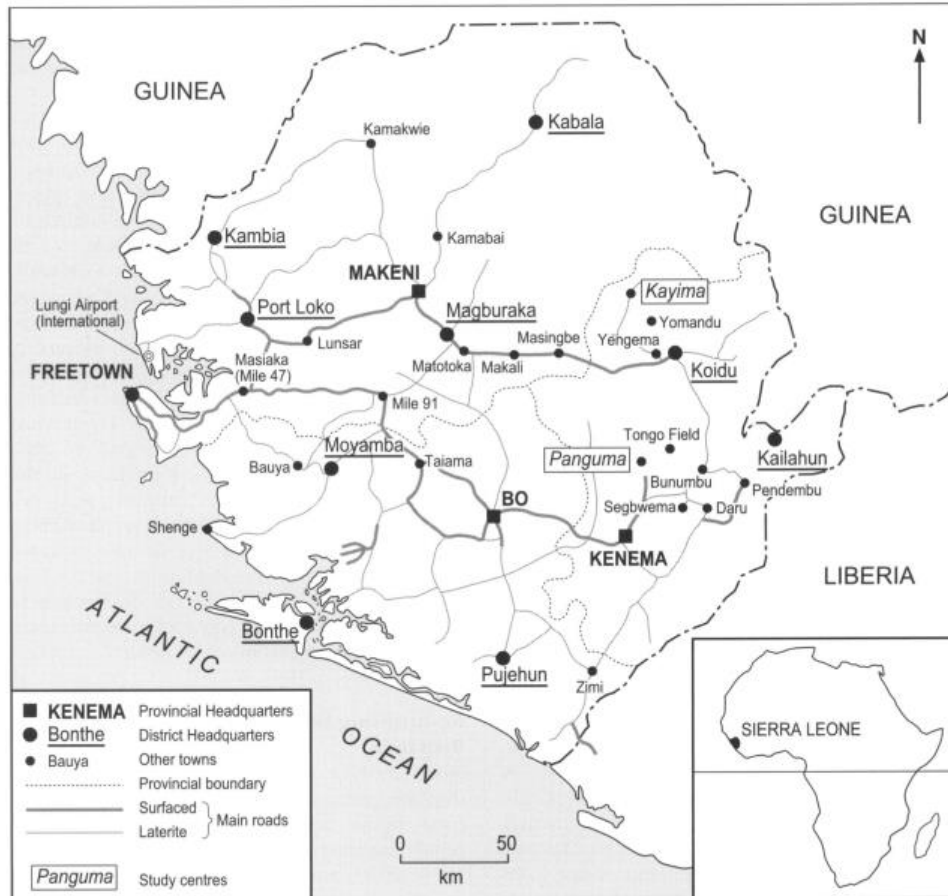 N
GUINEA
Kabala
Kamakwie
GUINEA
Kambia
Kamabai
MAKENI
Kayima
Lungi Airport
(International)
Port Loko
Magburaka
Yomandu
Lunsar
Masingbe
Yengema
Masiaka
(Mile 47)
Matotoka
Makali
Koidu
FREETOWN
Mile 91
Moyamba
Tongo Field
Kailahun
Bauya
Taiama
Panguma
Bunumbu
Pendembu
BO
Segbwema
Daru
Shenge
KENEMA
LIBERIA
ATLANTIC
Bonthe
Pujehun
Zimi
OCEAN
KENEMA Provincial Headquarters
Bonthe District Headquarters
Bauya Other towns
Provincial boundary
Surfaced
Laterite
Main roads
Panguma Study centres
0 50
km
SIERRA LEONE